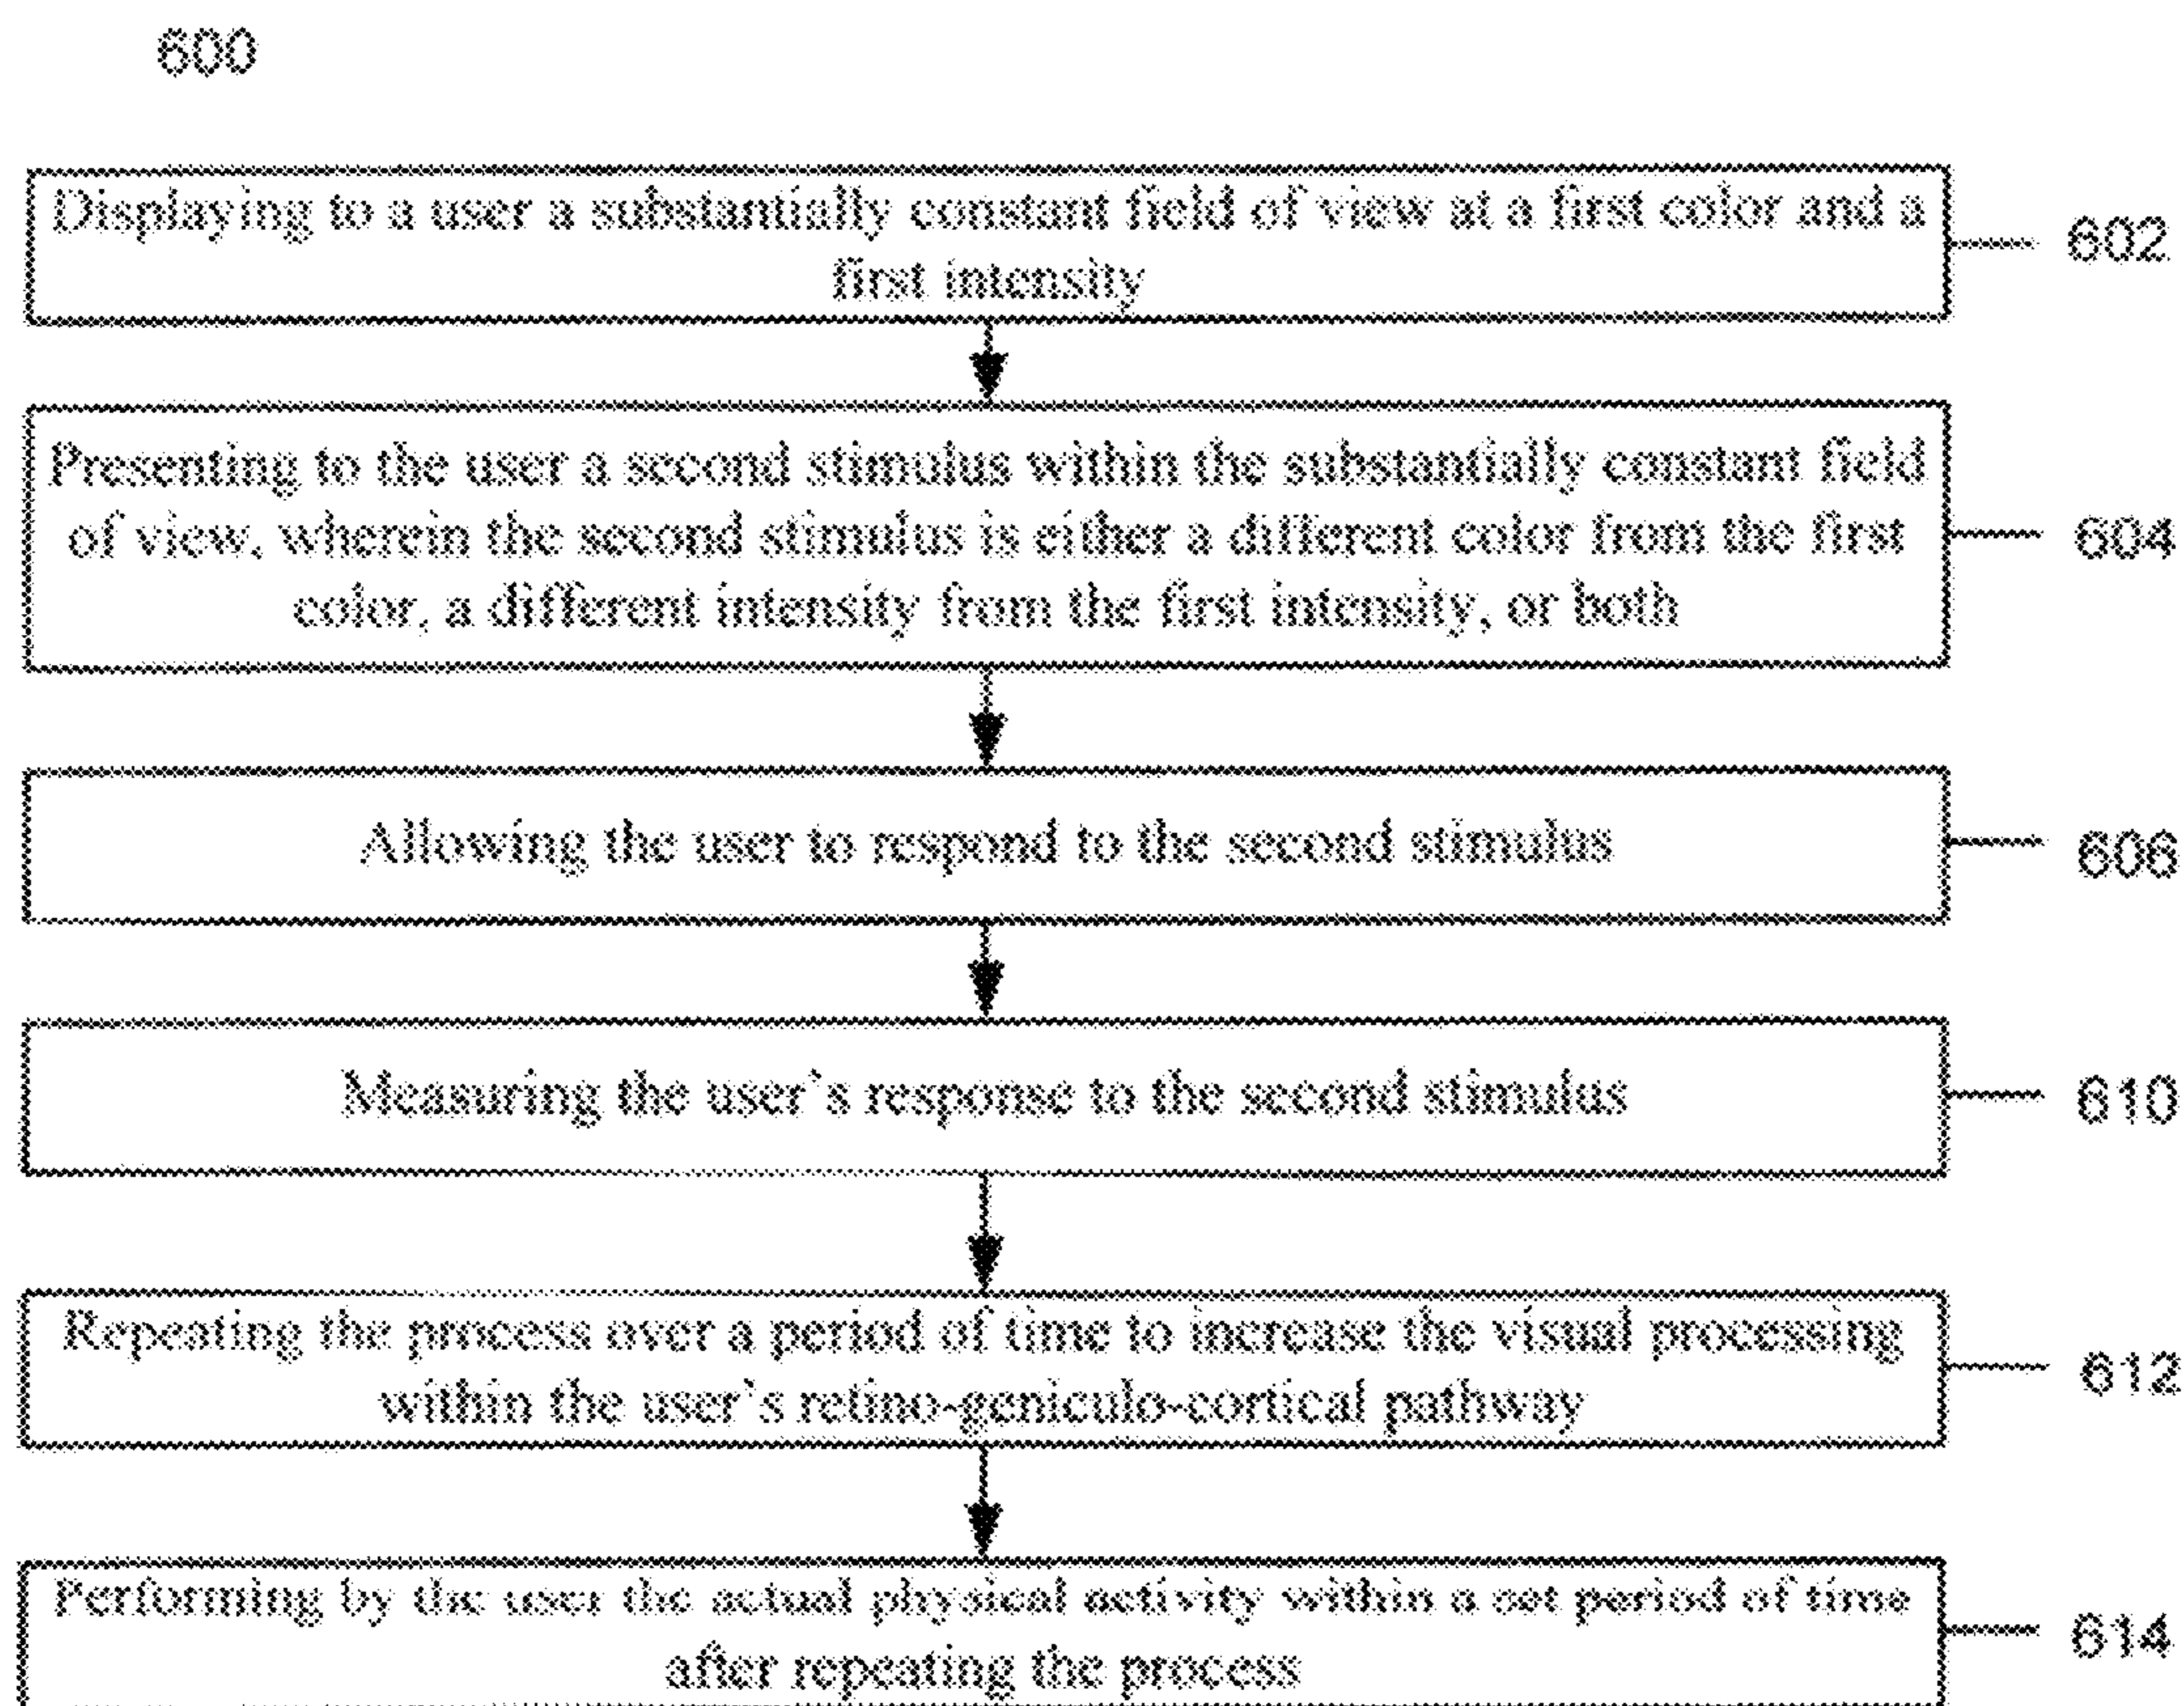 600
Displaying to a user a substantially constant field of view at a first color and a
first intensity
602
Presenting to the user a second stimulus within the substantially constant field
of view, wherein the second stimulus is either a different color from the first
color, a different intensity from the first intensity, or both
604
Allowing the user to respond to the second stimulus
606
Measuring the user's response to the second stimulus
610
Repeating the process over a period of time to increase the visual processing
within the user's retino-geniculo-cortical pathway
612
Performing by the user the actual physical activity within a set period of time
after repeating the process
614